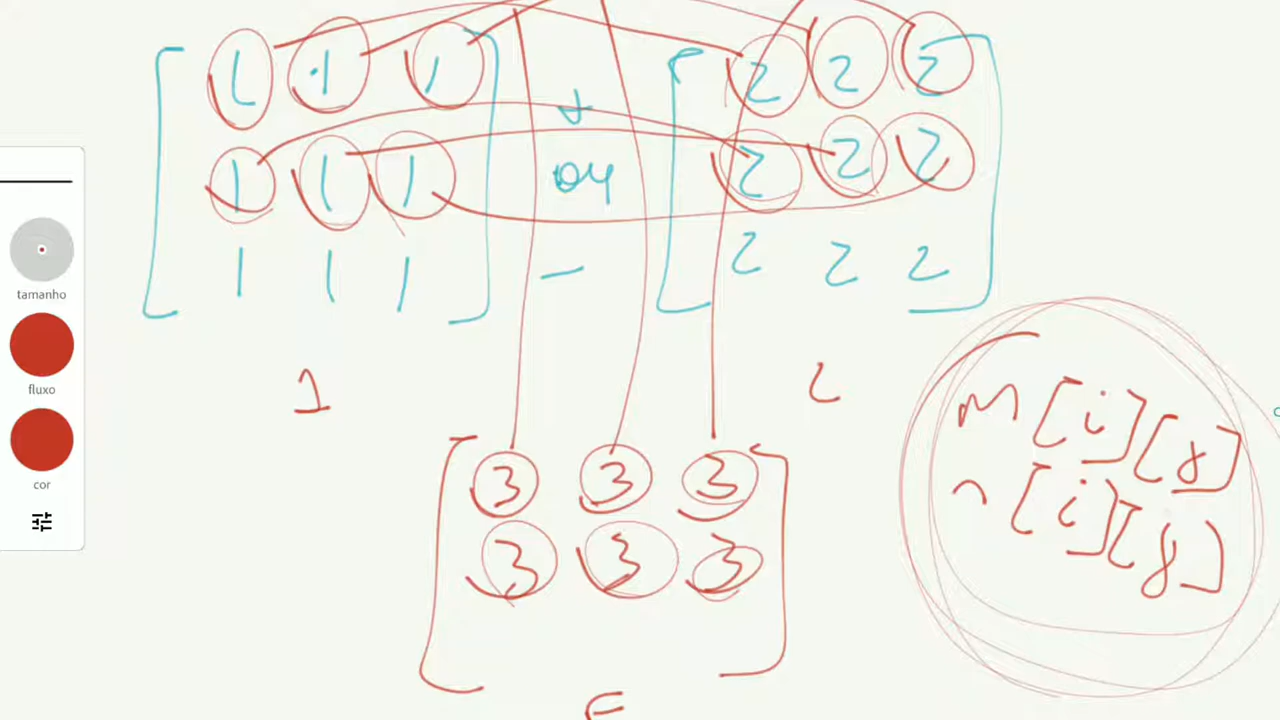 1 1 1 + 2 2 2
1 1 1 ou 2 2 2
1 1 1 - 2 2 2
1 2
tamanho
fluxo
cor
m[i][j]
n[i][j]
3 3 3
3 3 3